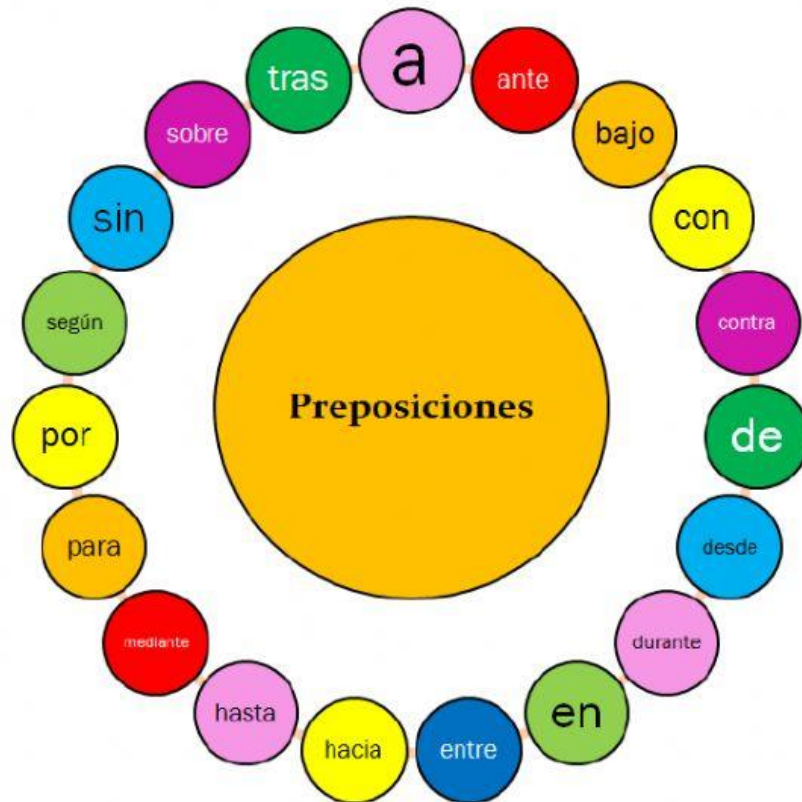 a
ante
bajo
con
contra
de
desde
durante
en
entre
hacia
hasta
mediante
para
por
según
sin
sobre
tras
Preposiciones